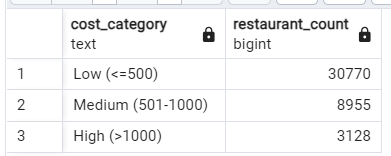 cost_category restaurant_count
text bigint
1 Low (<=500) 30770
2 Medium (501-1000) 8955
3 High (>1000) 3128